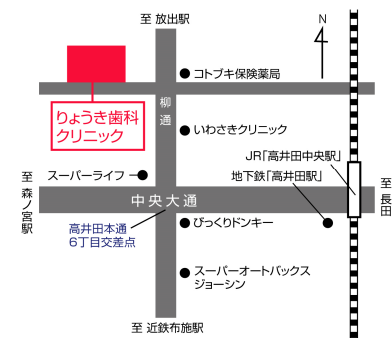 至 放出駅
N
コトブキ保険薬局
柳通
りょうき歯科
クリニック
いわさきクリニック
JR「高井田中央駅」
地下鉄「高井田駅」
スーパーライフ
至 森ノ宮駅
中央大通
至 長田
高井田本通
6丁目交差点
びっくりドンキー
スーパーオートバックス
ジョーシン
至 近鉄布施駅